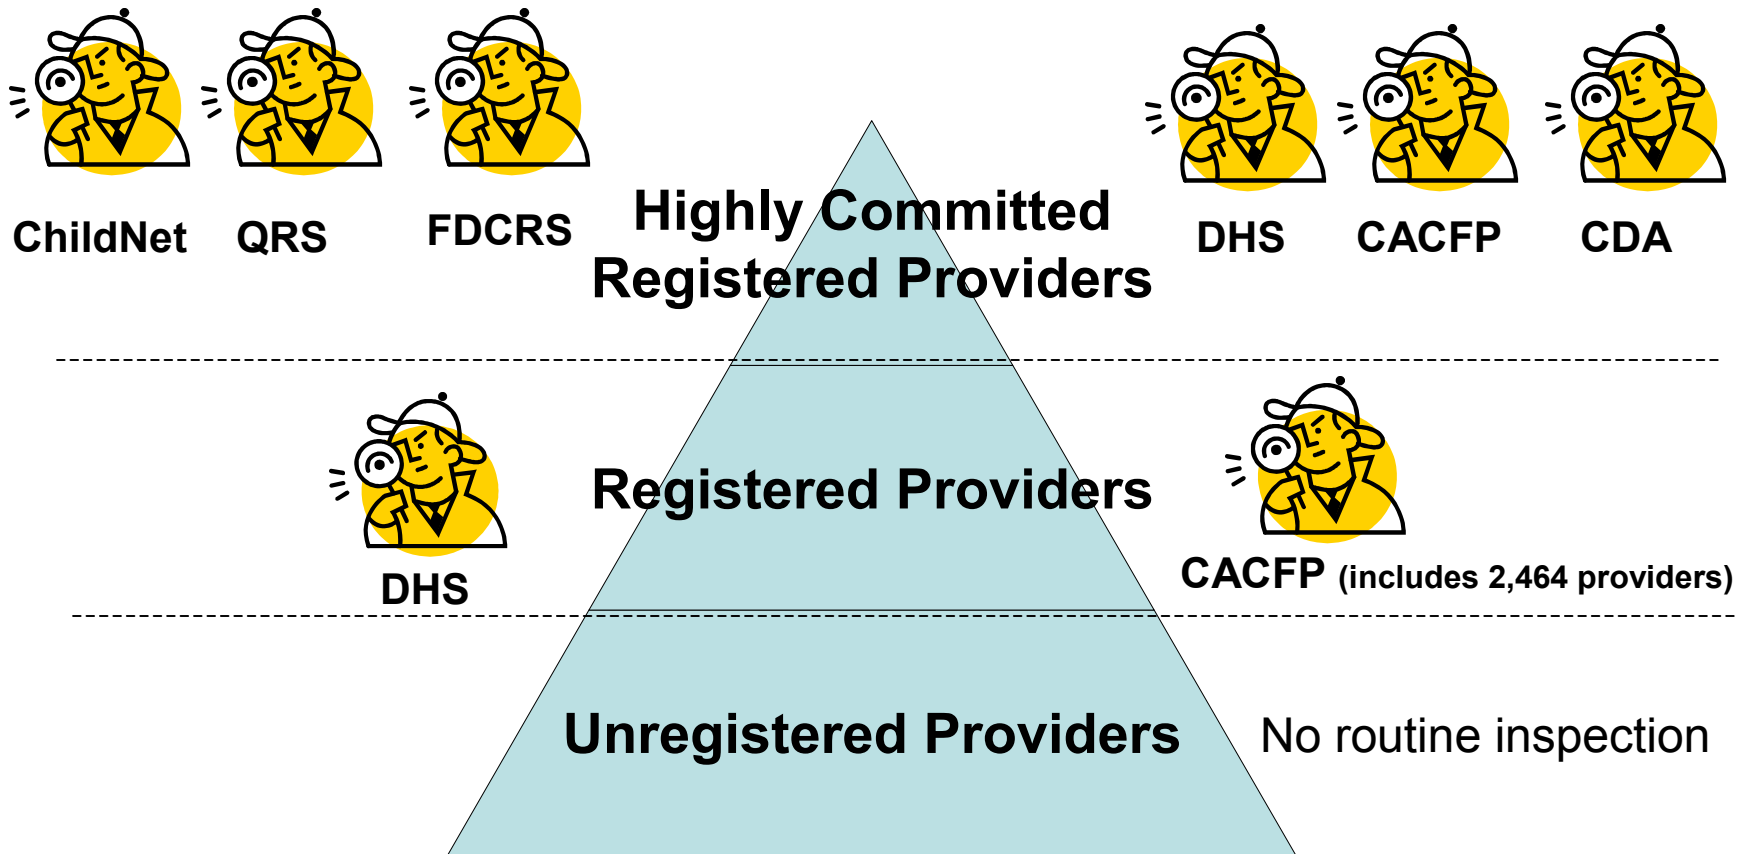 ChildNet
QRS
FDCRS
Highly Committed
Registered Providers
DHS
CACFP
CDA
Registered Providers
DHS
CACFP (includes 2,464 providers)
Unregistered Providers
No routine inspection